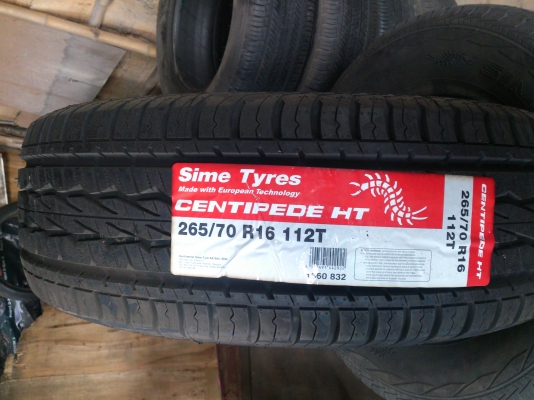 Sime Tyres
Made with European Technology
CENTIPEDE HT
265/70 R16 112T
265/70 R16
112T
CENTIPEDE HT